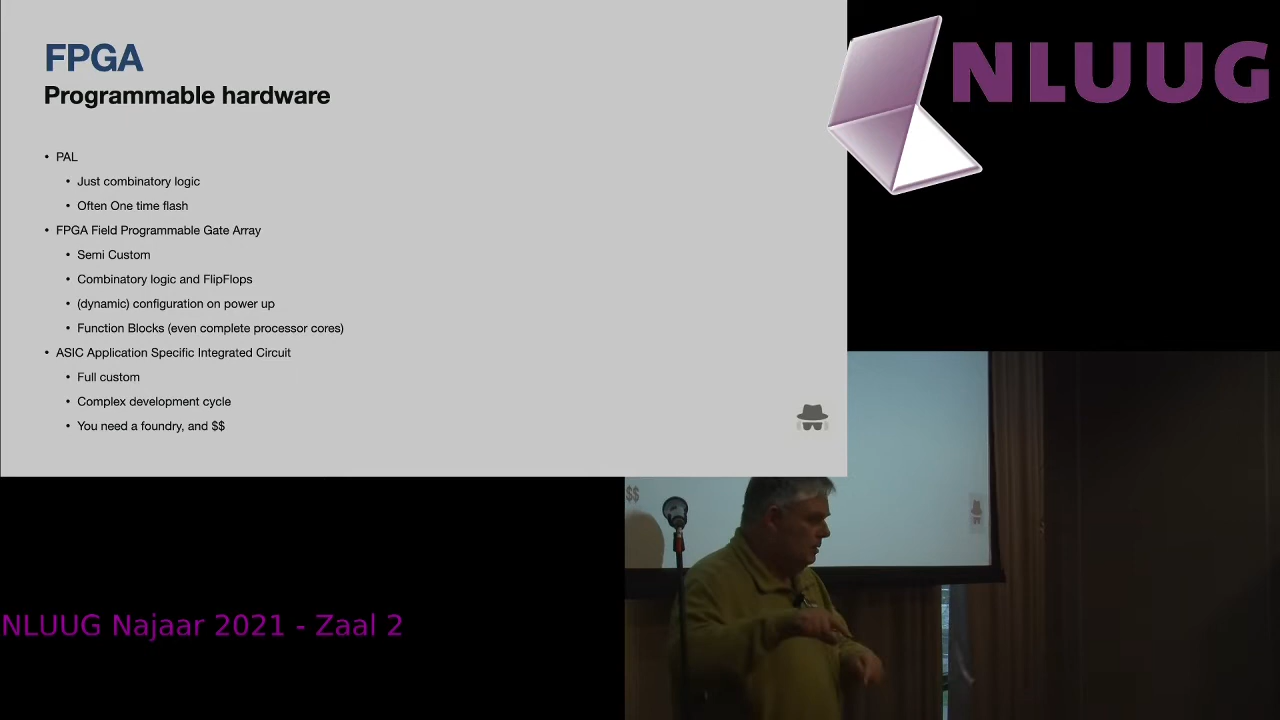 FPGA
Programmable hardware
• PAL
• Just combinatory logic
• Often One time flash
• FPGA Field Programmable Gate Array
• Semi Custom
• Combinatory logic and FlipFlops
• (dynamic) configuration on power up
• Function Blocks (even complete processor cores)
• ASIC Application Specific Integrated Circuit
• Full custom
• Complex development cycle
• You need a foundry, and $$
NLUUG
$$
NLUUG Najaar 2021 - Zaal 2